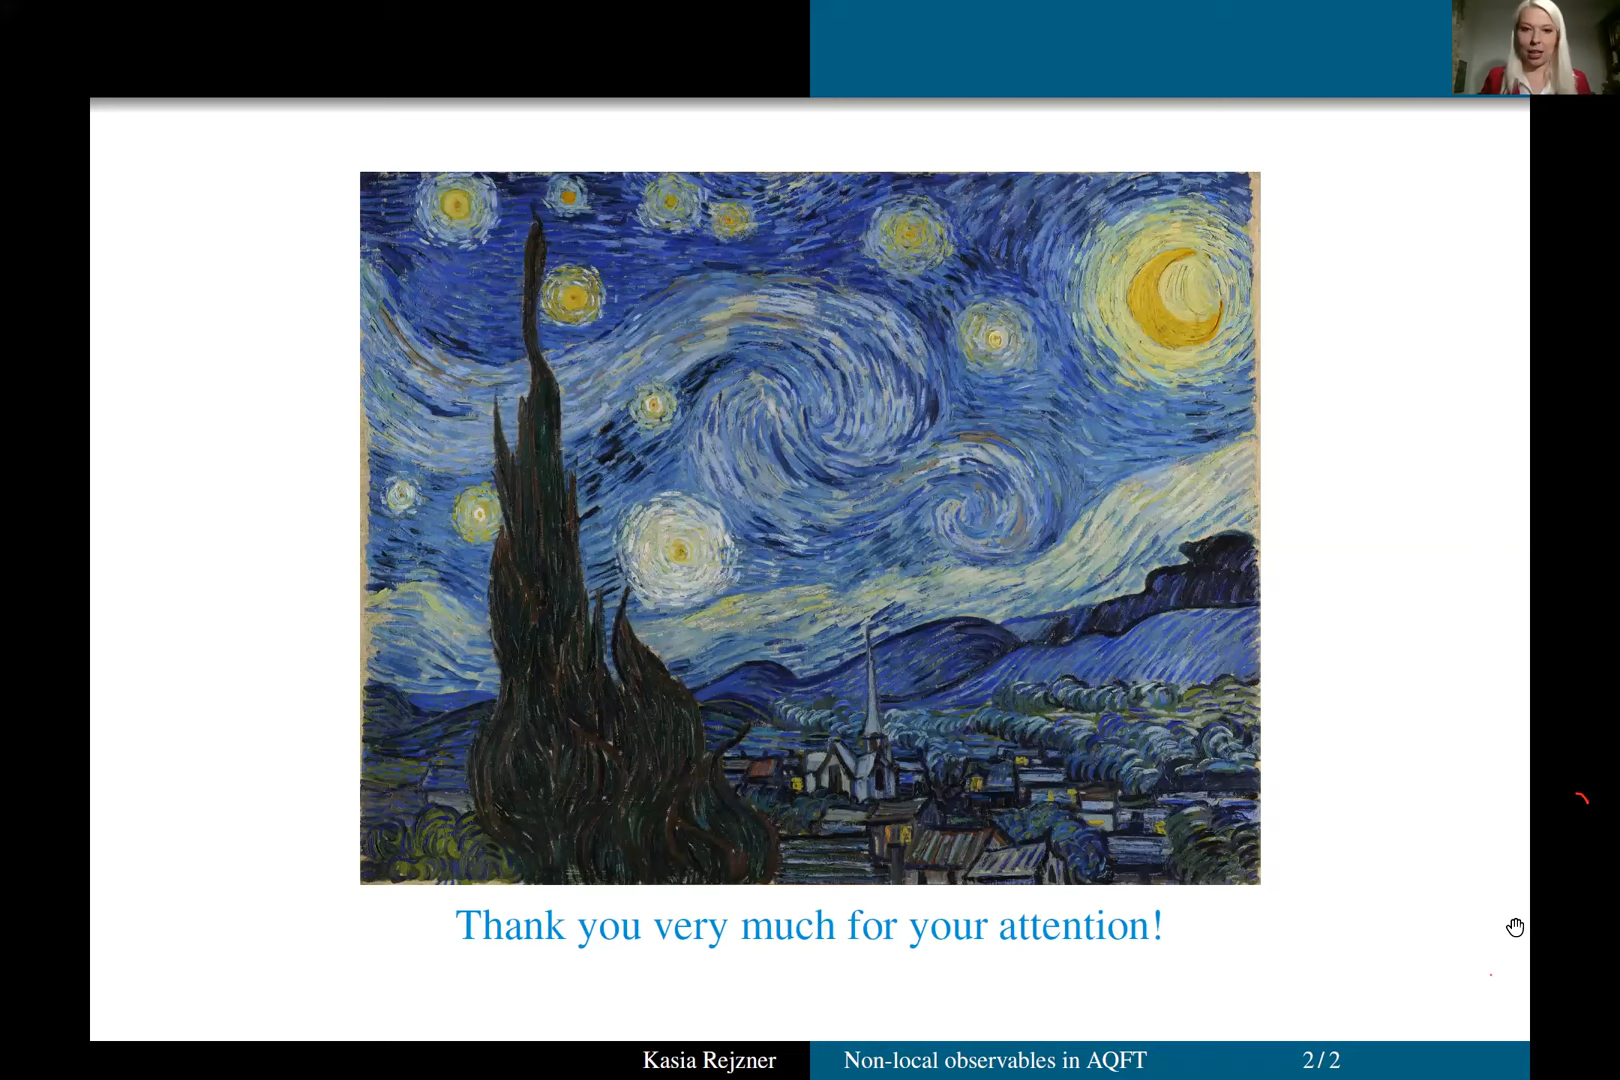 Thank you very much for your attention!
Kasia Rejzner Non-local observables in AQFT 2/2